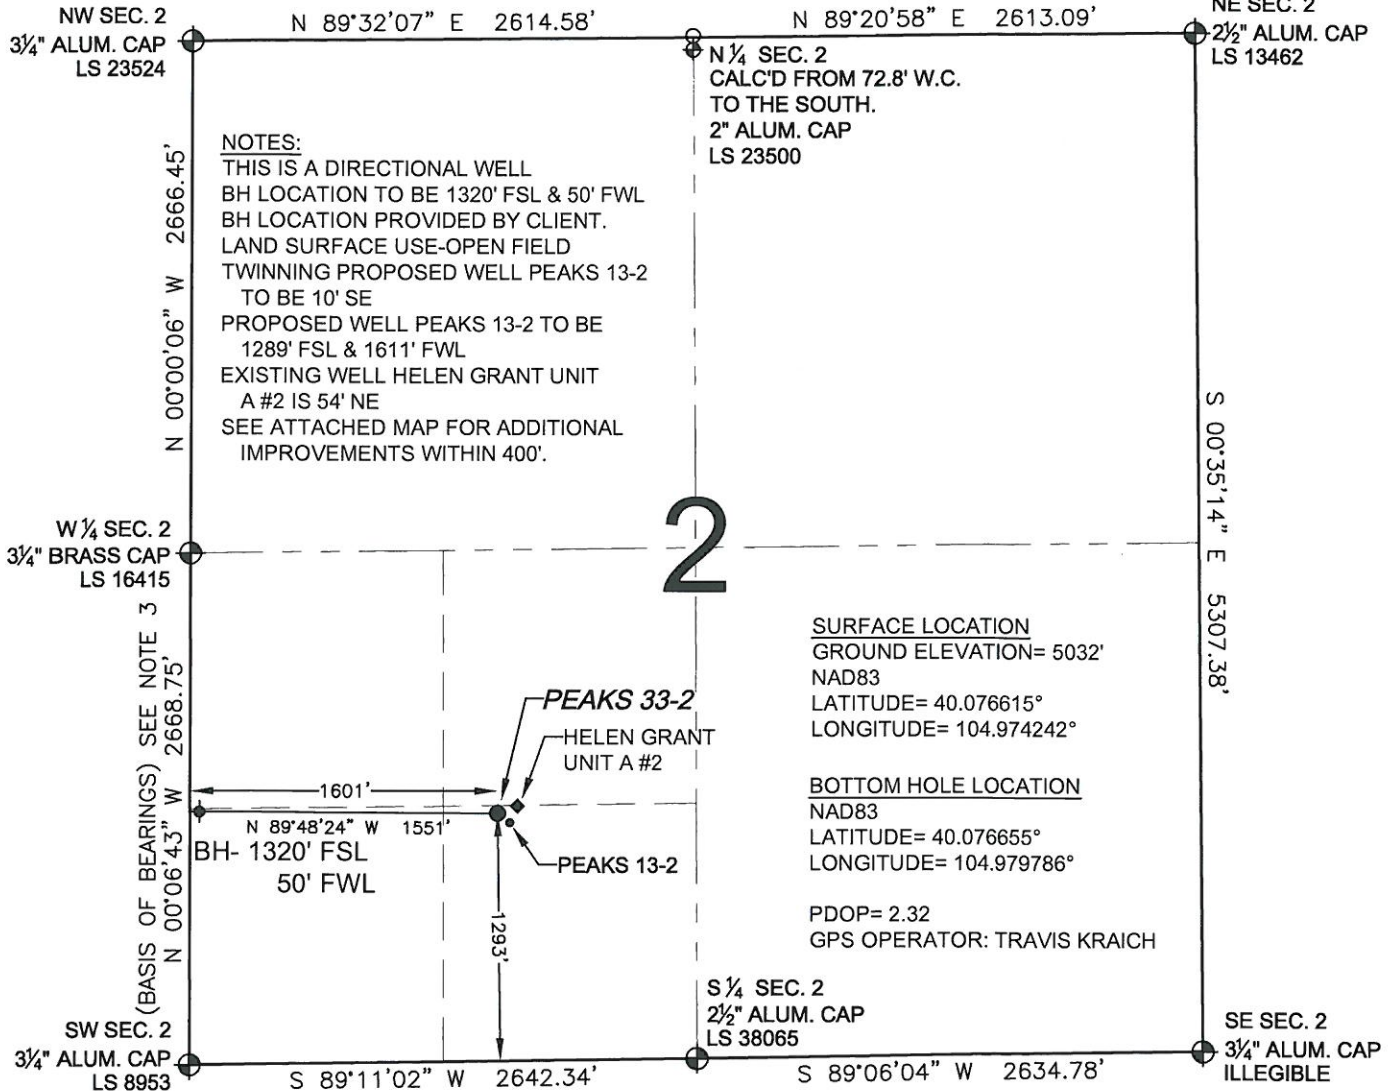 NW SEC. 2
3¼" ALUM. CAP
LS 23524
N 89°32'07" E 2614.58'
N 89°20'58" E 2613.09'
NE SEC. 2
2½" ALUM. CAP
LS 13462
N ¼ SEC. 2
CALC'D FROM 72.8' W.C.
TO THE SOUTH.
2" ALUM. CAP
LS 23500
NOTES:
THIS IS A DIRECTIONAL WELL
BH LOCATION TO BE 1320' FSL & 50' FWL
BH LOCATION PROVIDED BY CLIENT.
LAND SURFACE USE-OPEN FIELD
TWINNING PROPOSED WELL PEAKS 13-2
TO BE 10' SE
PROPOSED WELL PEAKS 13-2 TO BE
1289' FSL & 1611' FWL
EXISTING WELL HELEN GRANT UNIT
A #2 IS 54' NE
SEE ATTACHED MAP FOR ADDITIONAL
IMPROVEMENTS WITHIN 400'.
N 00°00'06" W 2666.45'
S 00°35'14" E 5307.38'
W ¼ SEC. 2
3¼" BRASS CAP
LS 16415
2
(BASIS OF BEARINGS) SEE NOTE 3
N 00°06'43" W 2668.75'
SURFACE LOCATION
GROUND ELEVATION= 5032'
NAD83
LATITUDE= 40.076615°
LONGITUDE= 104.974242°
PEAKS 33-2
HELEN GRANT
UNIT A #2
1601'
N 89°48'24" W 1551'
BH- 1320' FSL
50' FWL
PEAKS 13-2
1293'
BOTTOM HOLE LOCATION
NAD83
LATITUDE= 40.076655°
LONGITUDE= 104.979786°
PDOP= 2.32
GPS OPERATOR: TRAVIS KRAICH
SW SEC. 2
3¼" ALUM. CAP
LS 8953
S 89°11'02" W 2642.34'
S ¼ SEC. 2
2½" ALUM. CAP
LS 38065
S 89°06'04" W 2634.78'
SE SEC. 2
3¼" ALUM. CAP
ILLEGIBLE